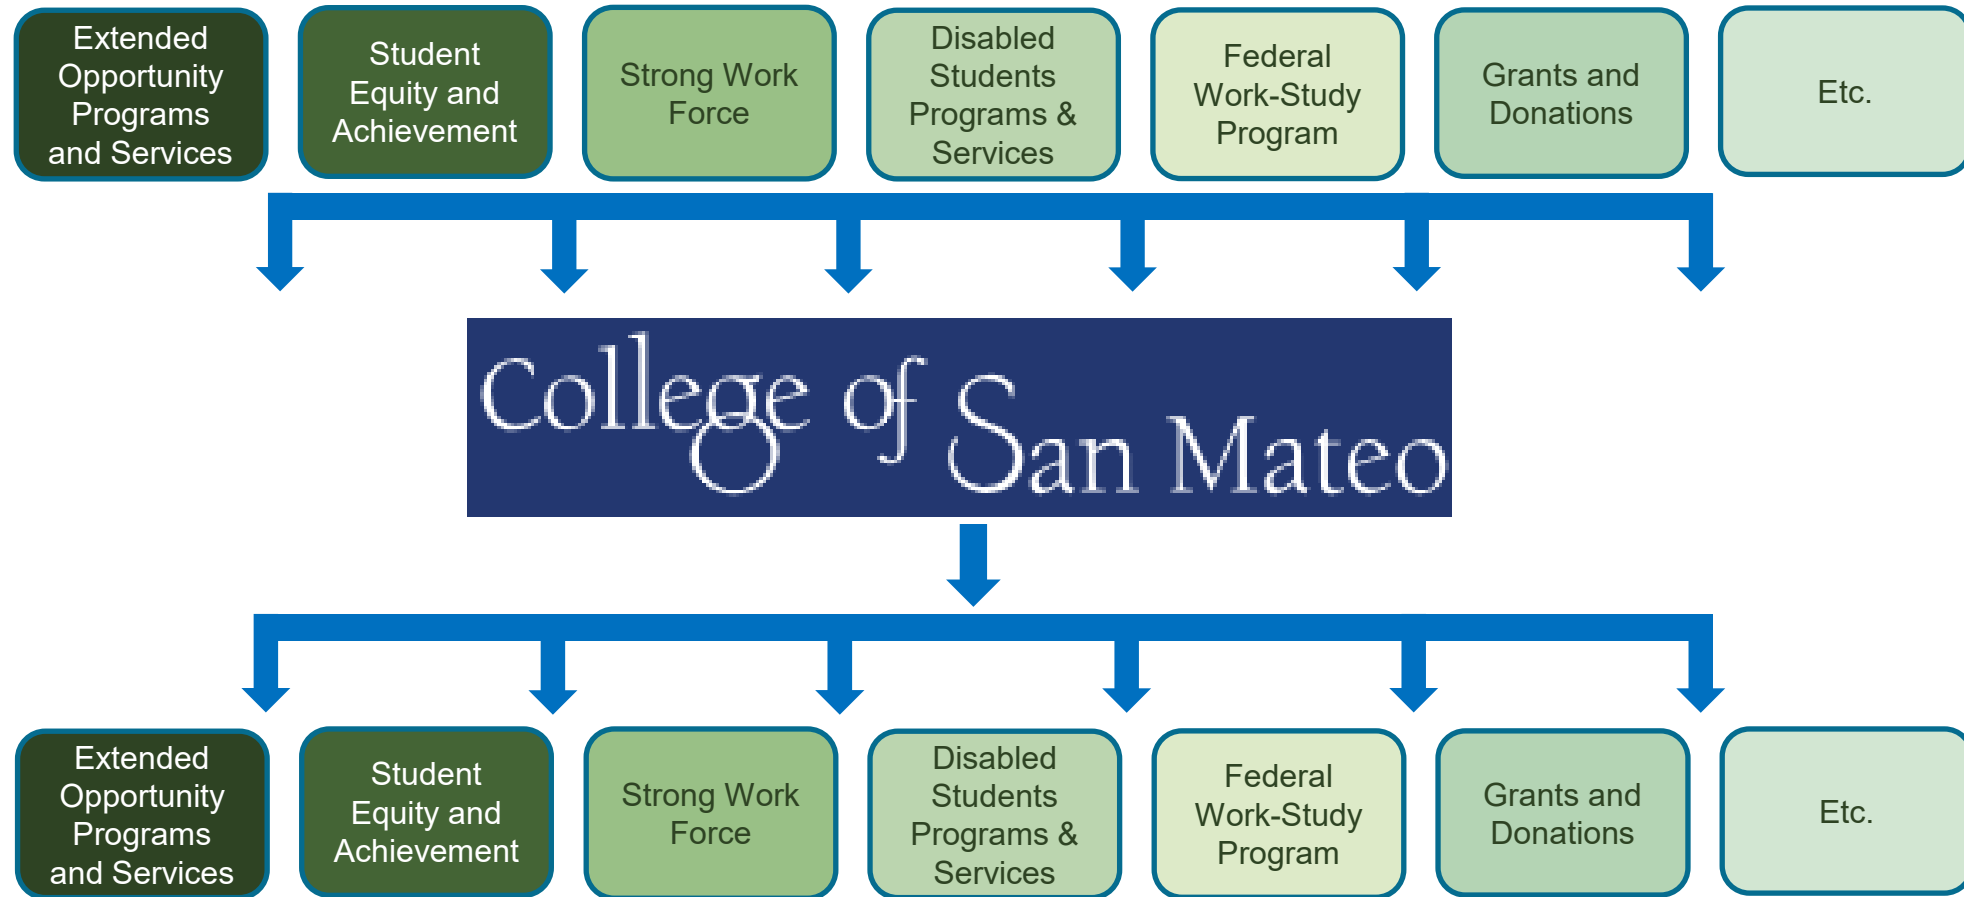 Extended
Opportunity
Programs
and Services
Student
Equity and
Achievement
Strong Work
Force
Disabled
Students
Programs &
Services
Federal
Work-Study
Program
Grants and
Donations
Etc.
College of San Mateo
Extended
Opportunity
Programs
and Services
Student
Equity and
Achievement
Strong Work
Force
Disabled
Students
Programs &
Services
Federal
Work-Study
Program
Grants and
Donations
Etc.